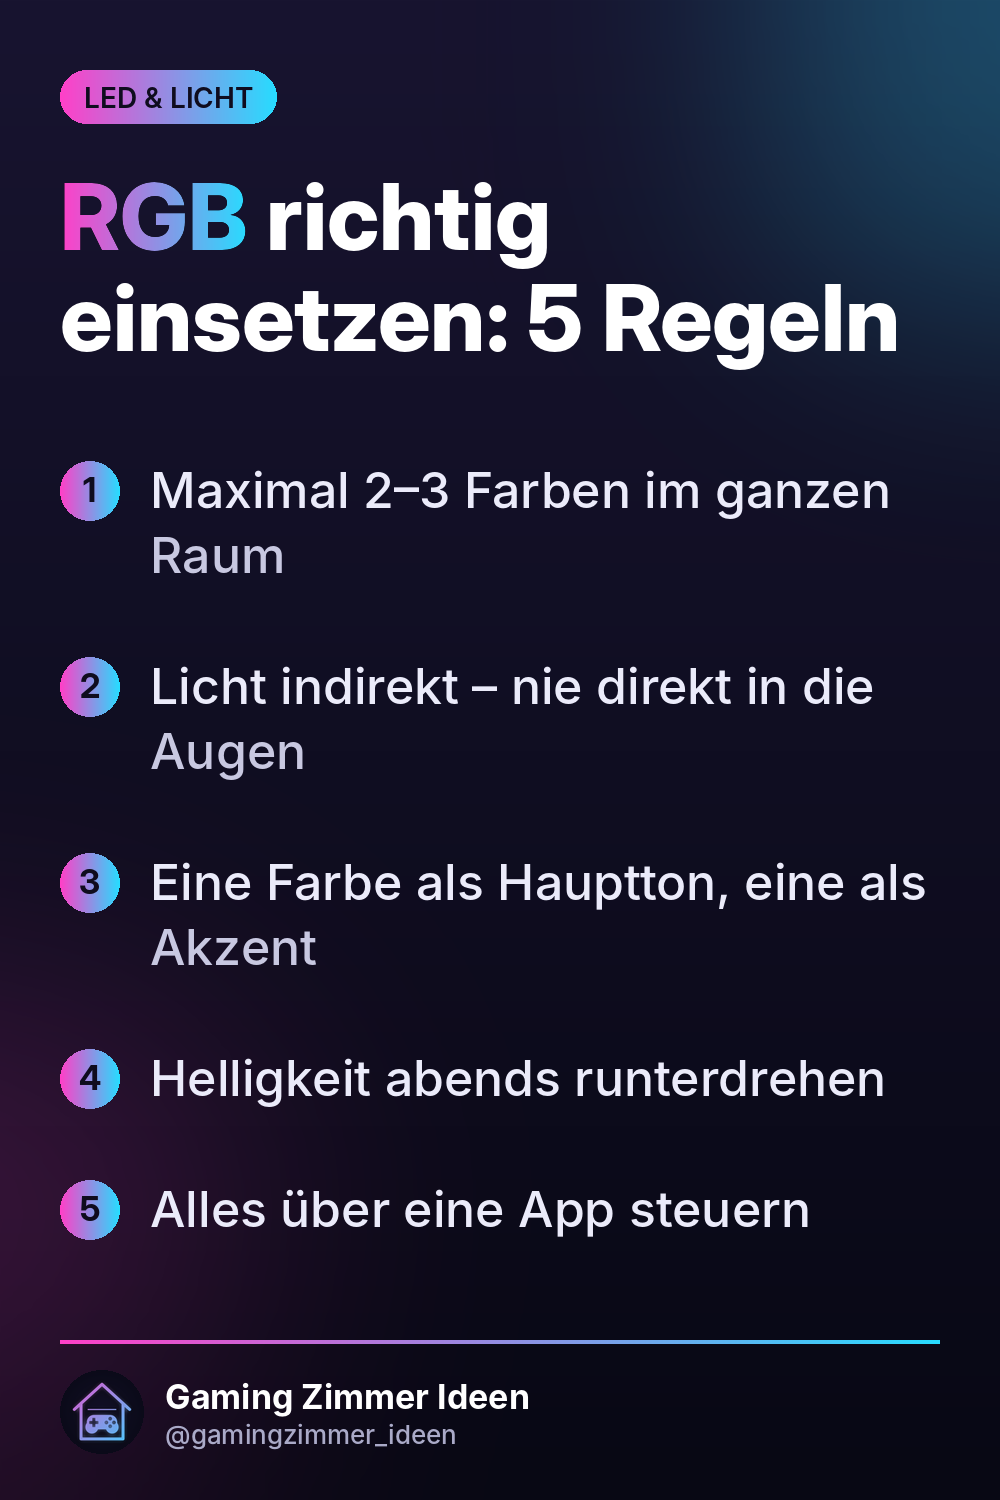 LED & LICHT
RGB richtig
einsetzen: 5 Regeln
1 Maximal 2–3 Farben im ganzen
Raum
2 Licht indirekt – nie direkt in die
Augen
3 Eine Farbe als Hauptton, eine als
Akzent
4 Helligkeit abends runterdrehen
5 Alles über eine App steuern
Gaming Zimmer Ideen
@gamingzimmer_ideen